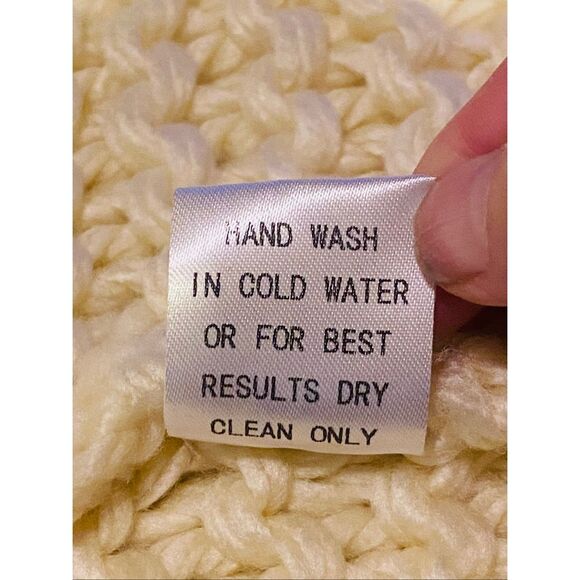 HAND WASH
IN COLD WATER
OR FOR BEST
RESULTS DRY
CLEAN ONLY